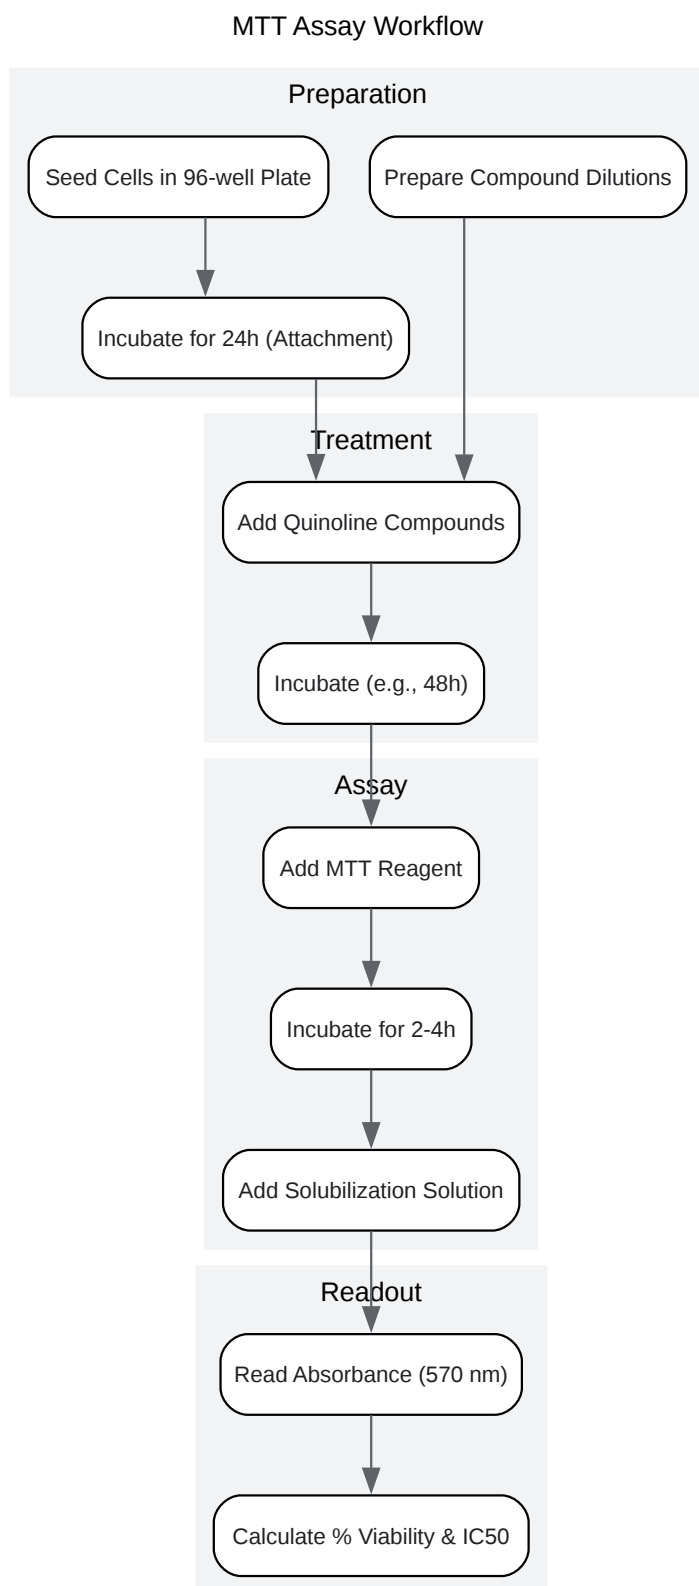 MTT Assay Workflow
Preparation
Seed Cells in 96-well Plate
Prepare Compound Dilutions
Incubate for 24h (Attachment)
Treatment
Add Quinoline Compounds
Incubate (e.g., 48h)
Assay
Add MTT Reagent
Incubate for 2-4h
Add Solubilization Solution
Readout
Read Absorbance (570 nm)
Calculate % Viability & IC50